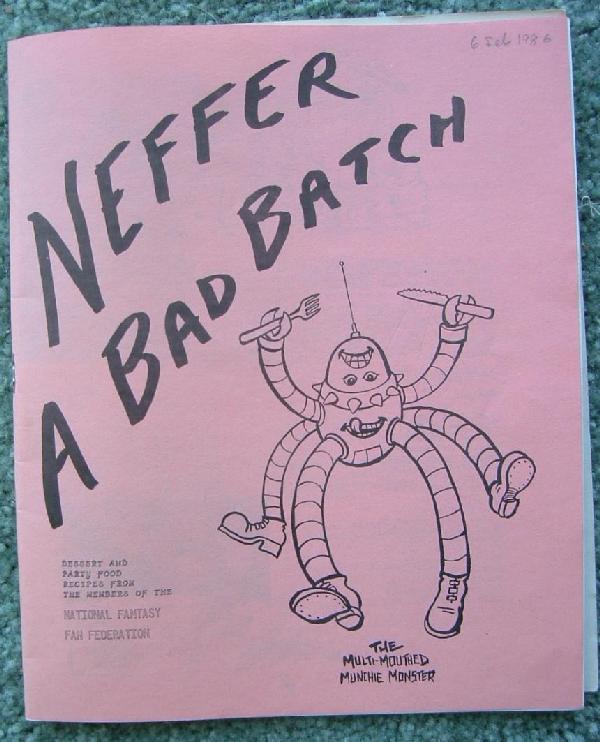 6 Feb 1986
NEFFER
A BAD BATCH
DESSERT AND
PARTY FOOD
RECIPES FROM
THE MEMBERS OF THE
NATIONAL FANTASY
FAN FEDERATION
THE
MULTI-MOUTHED
MUNCHIE MONSTER